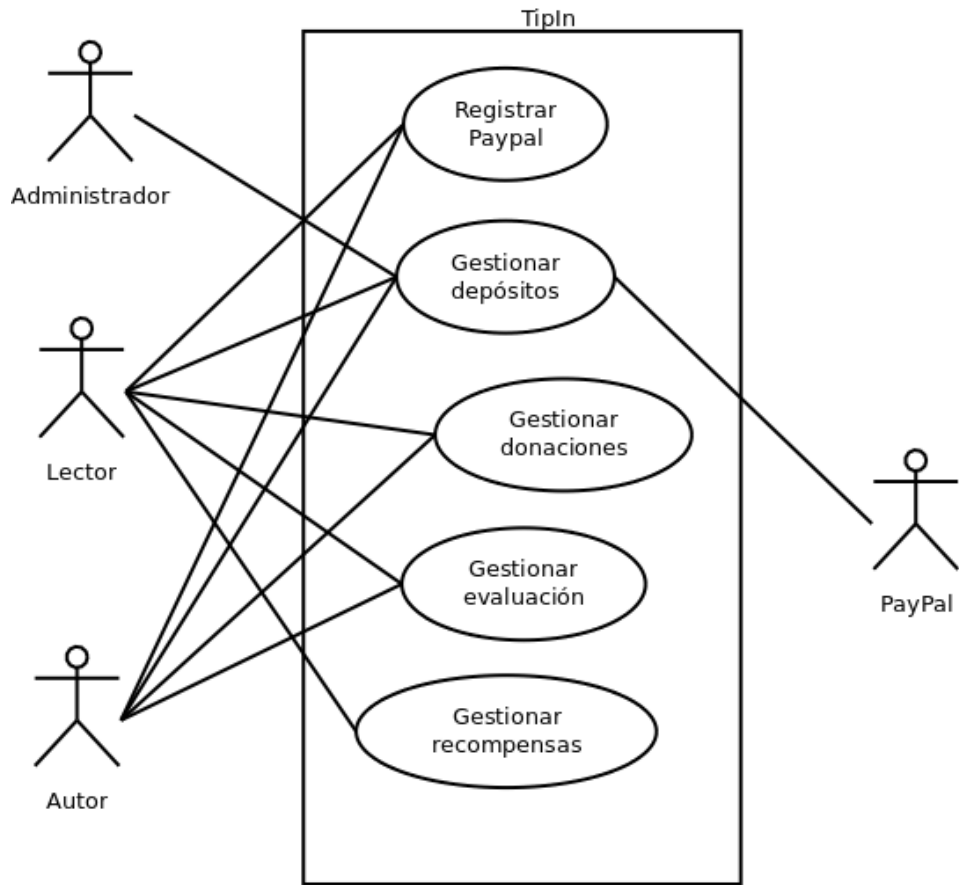 TipIn
Registrar
Paypal
Administrador
Gestionar
depósitos
Gestionar
donaciones
Lector
Gestionar
evaluación
PayPal
Gestionar
recompensas
Autor